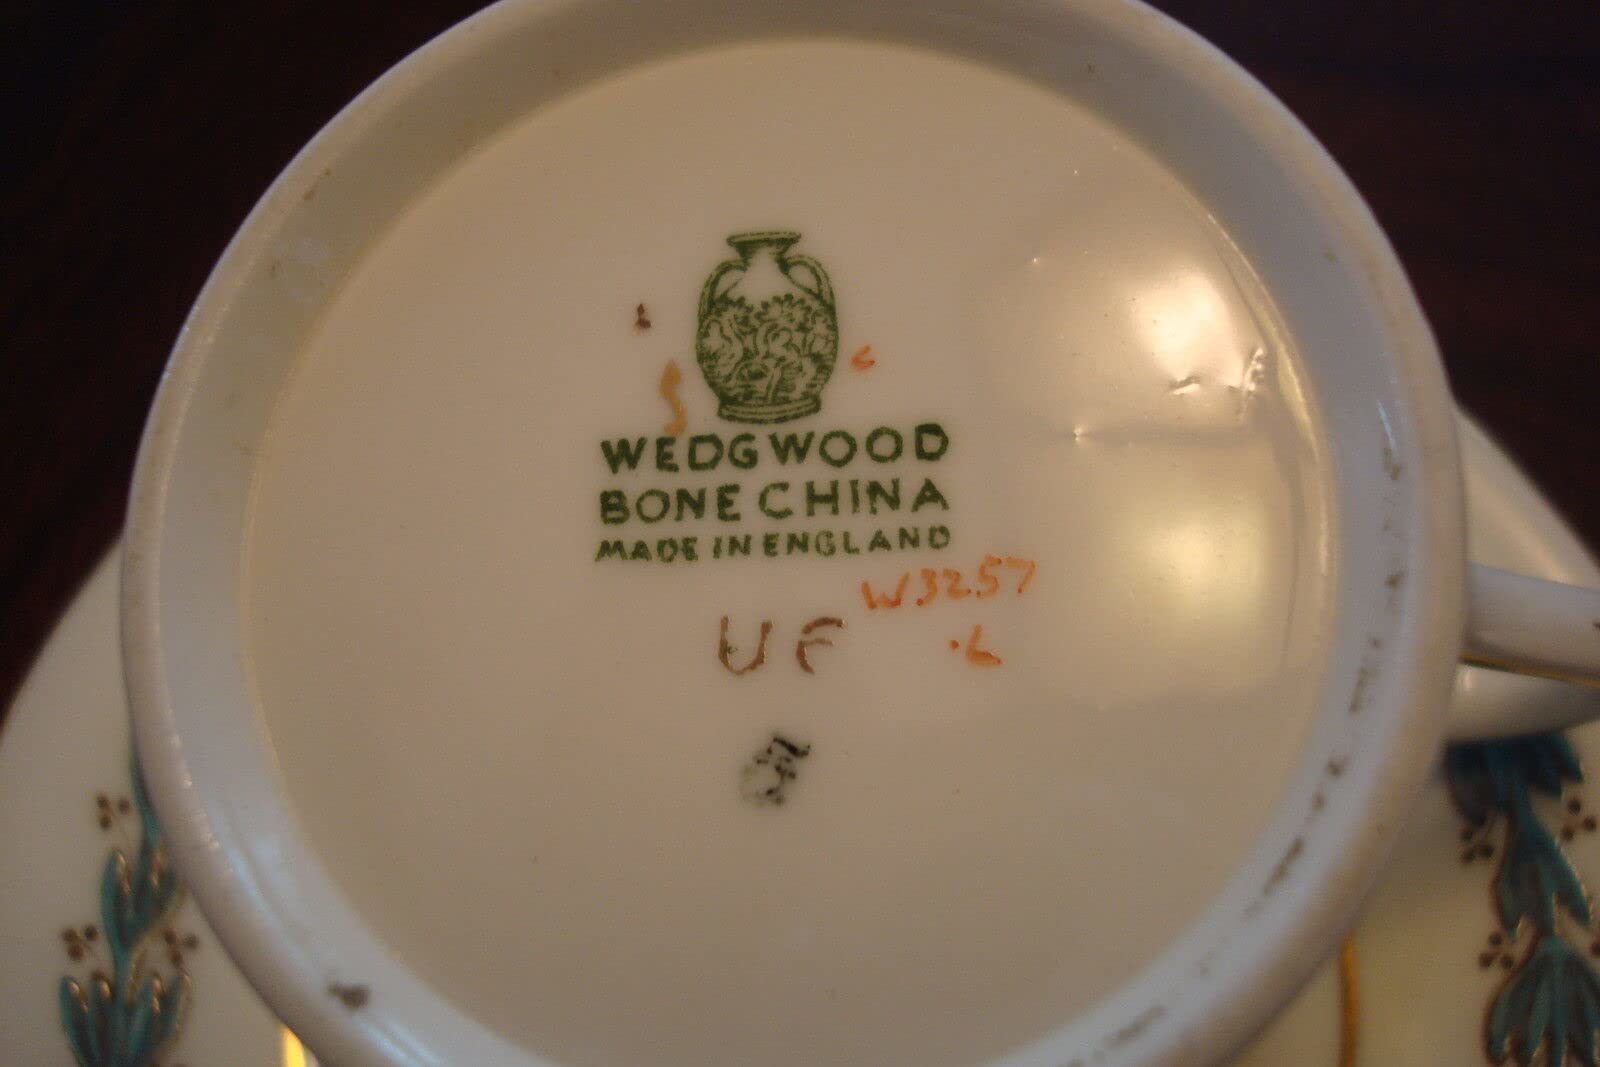 WEDGWOOD
BONE CHINA
MADE IN ENGLAND
W3257
UF